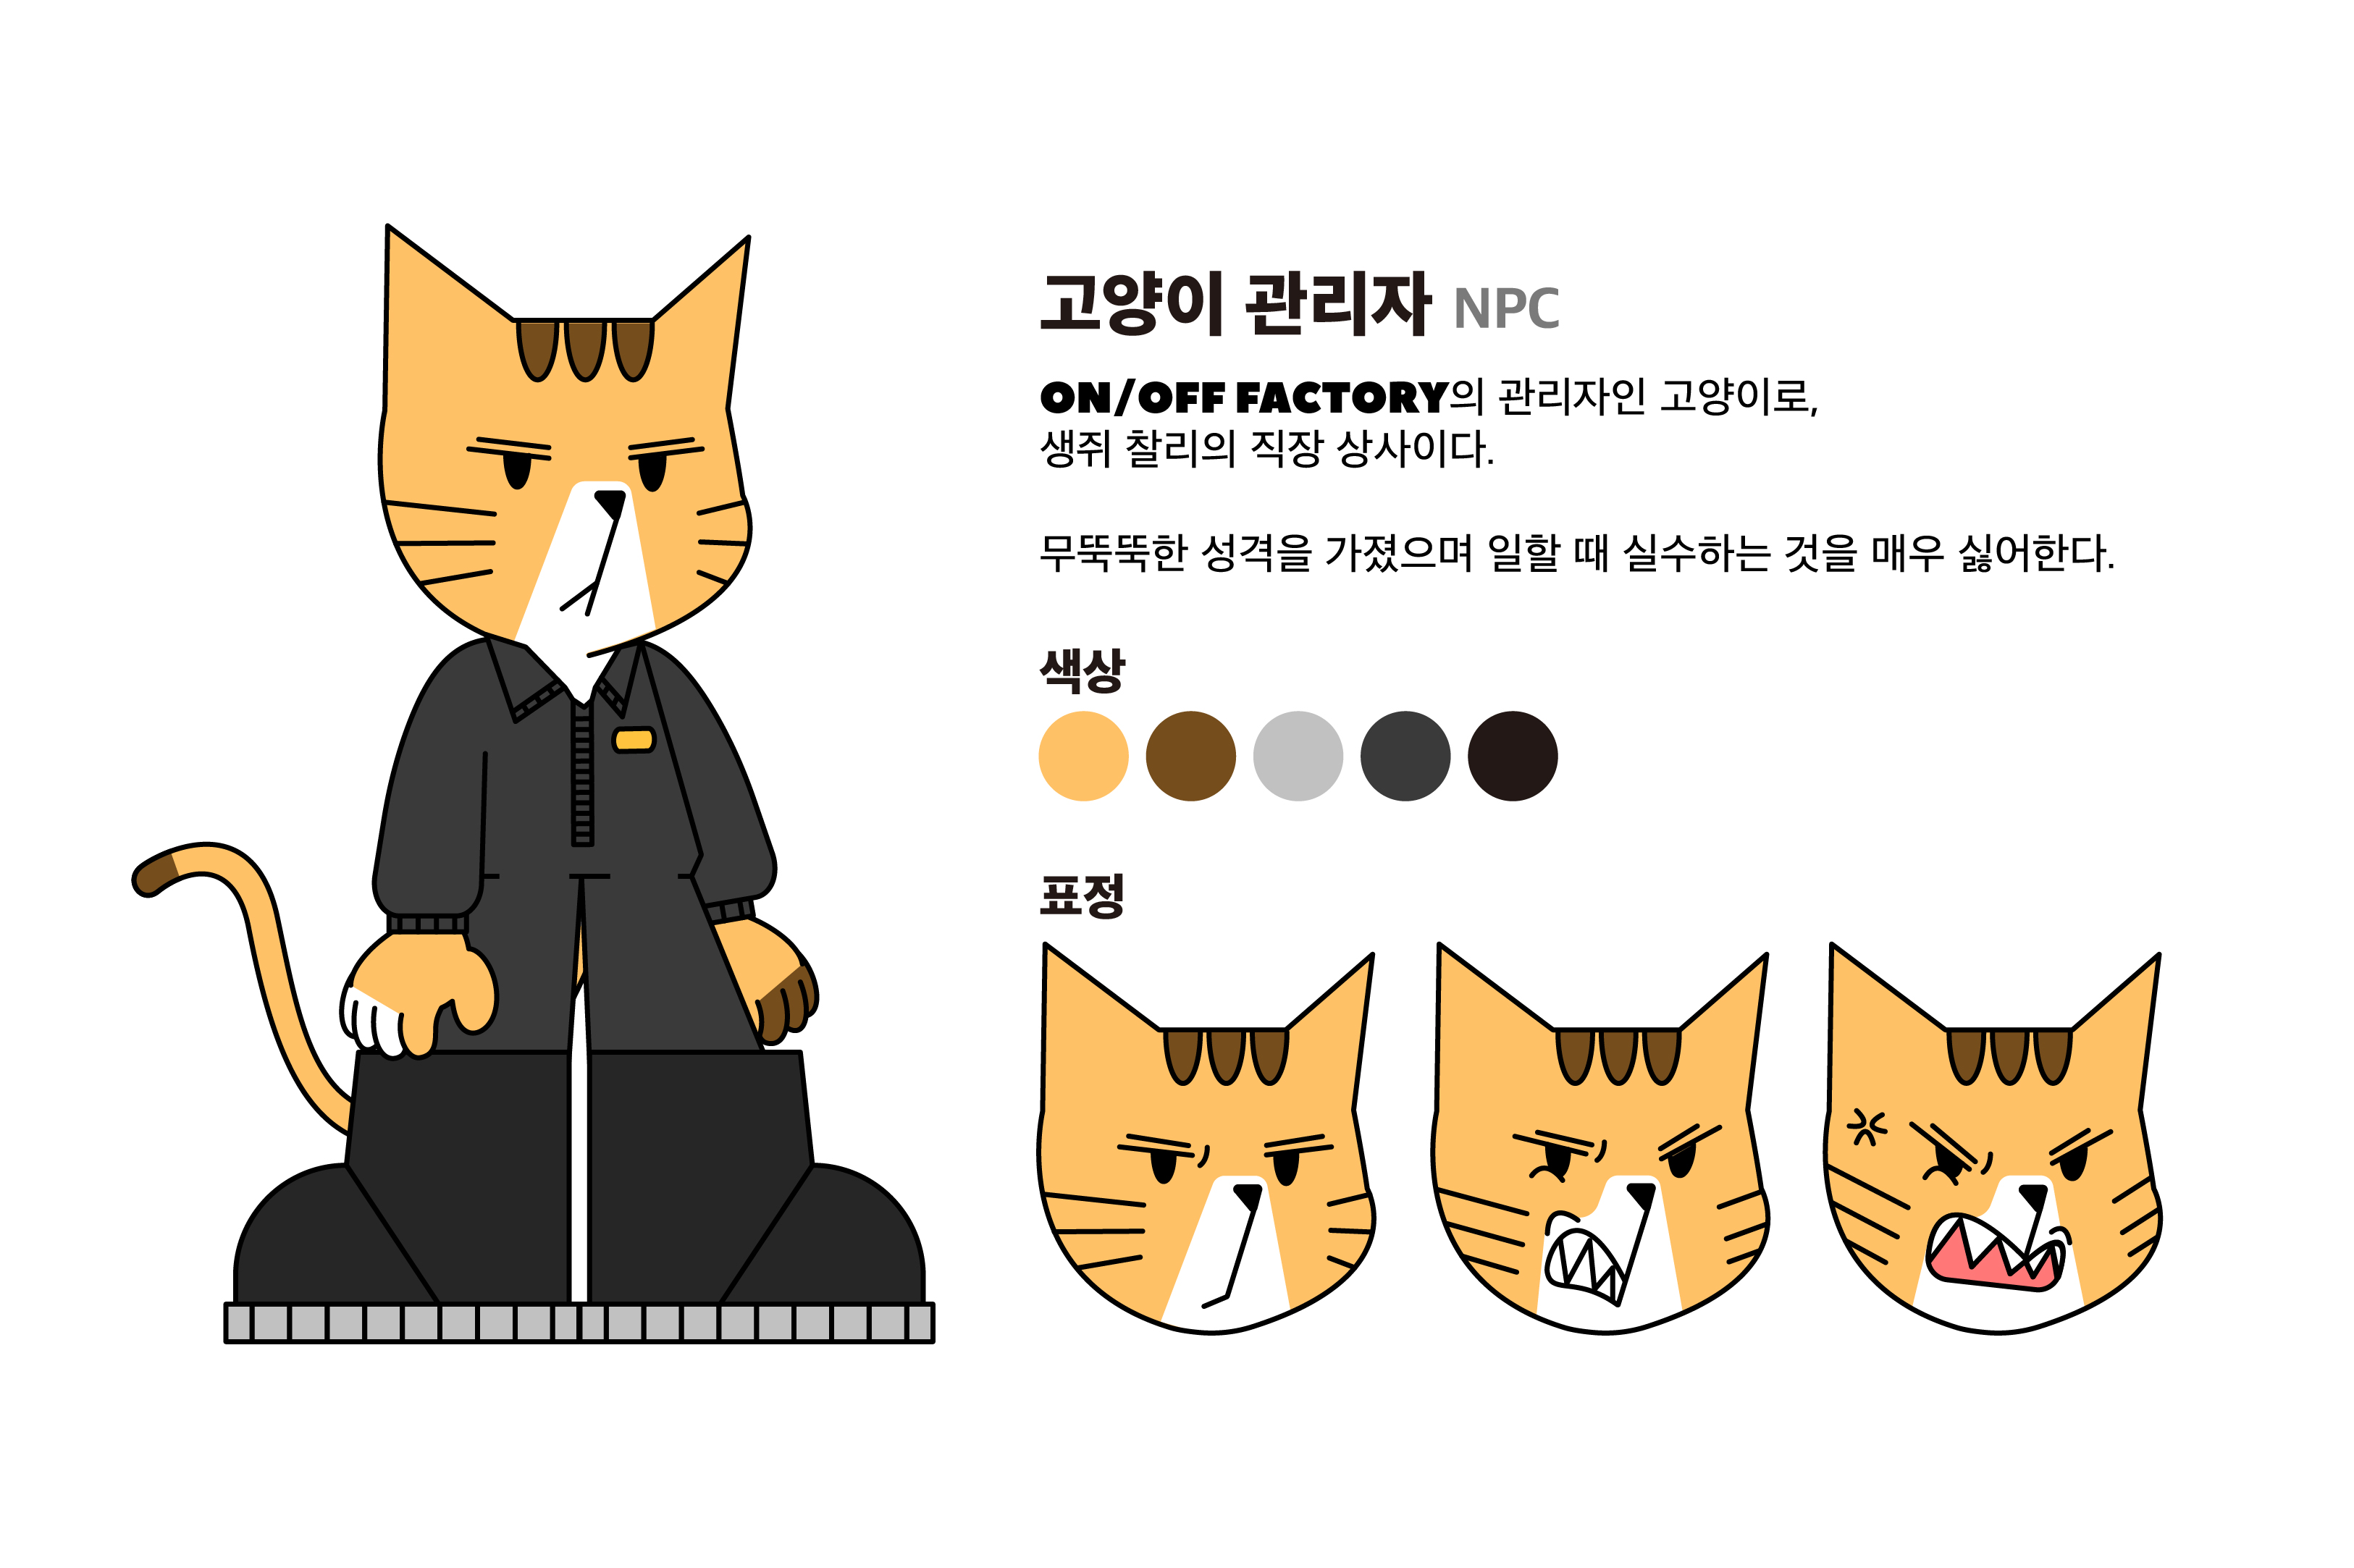 고양이 관리자 NPC
ON/OFF FACTORY의 관리자인 고양이로,
생쥐 찰리의 직장 상사이다.
무뚝뚝한 성격을 가졌으며 일할 때 실수하는 것을 매우 싫어한다.
색상
표정